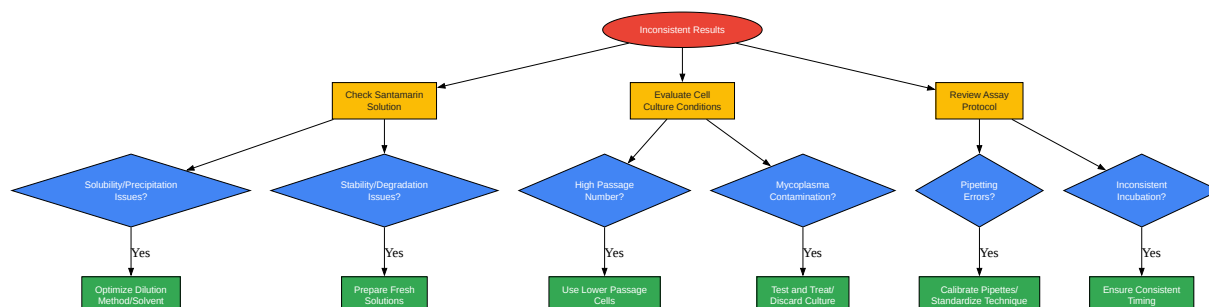 Inconsistent Results
Check Santamarin
Solution
Evaluate Cell
Culture Conditions
Review Assay
Protocol
Solubility/Precipitation
Issues?
Stability/Degradation
Issues?
High Passage
Number?
Mycoplasma
Contamination?
Pipetting
Errors?
Inconsistent
Incubation?
Yes
Yes
Yes
Yes
Yes
Yes
Optimize Dilution
Method/Solvent
Prepare Fresh
Solutions
Use Lower Passage
Cells
Test and Treat/
Discard Culture
Calibrate Pipettes/
Standardize Technique
Ensure Consistent
Timing